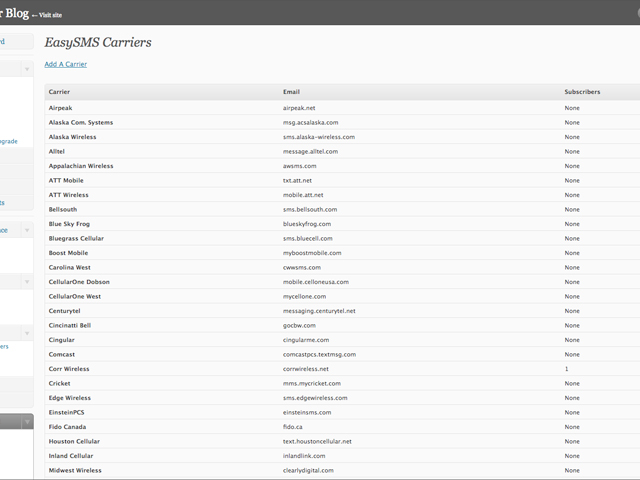 r Blog ← Visit site
EasySMS Carriers
Add A Carrier
Carrier Email Subscribers
Airpeak airpeak.net None
Alaska Com. Systems msg.acsalaska.com None
Alaska Wireless sms.alaska-wireless.com None
Alltel message.alltel.com None
Appalachian Wireless awsms.com None
ATT Mobile txt.att.net None
ATT Wireless mobile.att.net None
Bellsouth sms.bellsouth.com None
Blue Sky Frog blueskyfrog.com None
Bluegrass Cellular sms.bluecell.com None
Boost Mobile myboostmobile.com None
Carolina West cwwsms.com None
CellularOne Dobson mobile.celloneusa.com None
CellularOne West mycellone.com None
Centurytel messaging.centurytel.net None
Cincinatti Bell gocbw.com None
Cingular cingularme.com None
Comcast comcastpcs.textmsg.com None
Corr Wireless corrwireless.net 1
Cricket mms.mycricket.com None
Edge Wireless sms.edgewireless.com None
EinsteinPCS einsteinsms.com None
Fido Canada fido.ca None
Houston Cellular text.houstoncellular.net None
Inland Cellular inlandlink.com None
Midwest Wireless clearlydigital.com None
rd
ograde
ts
nce
ers